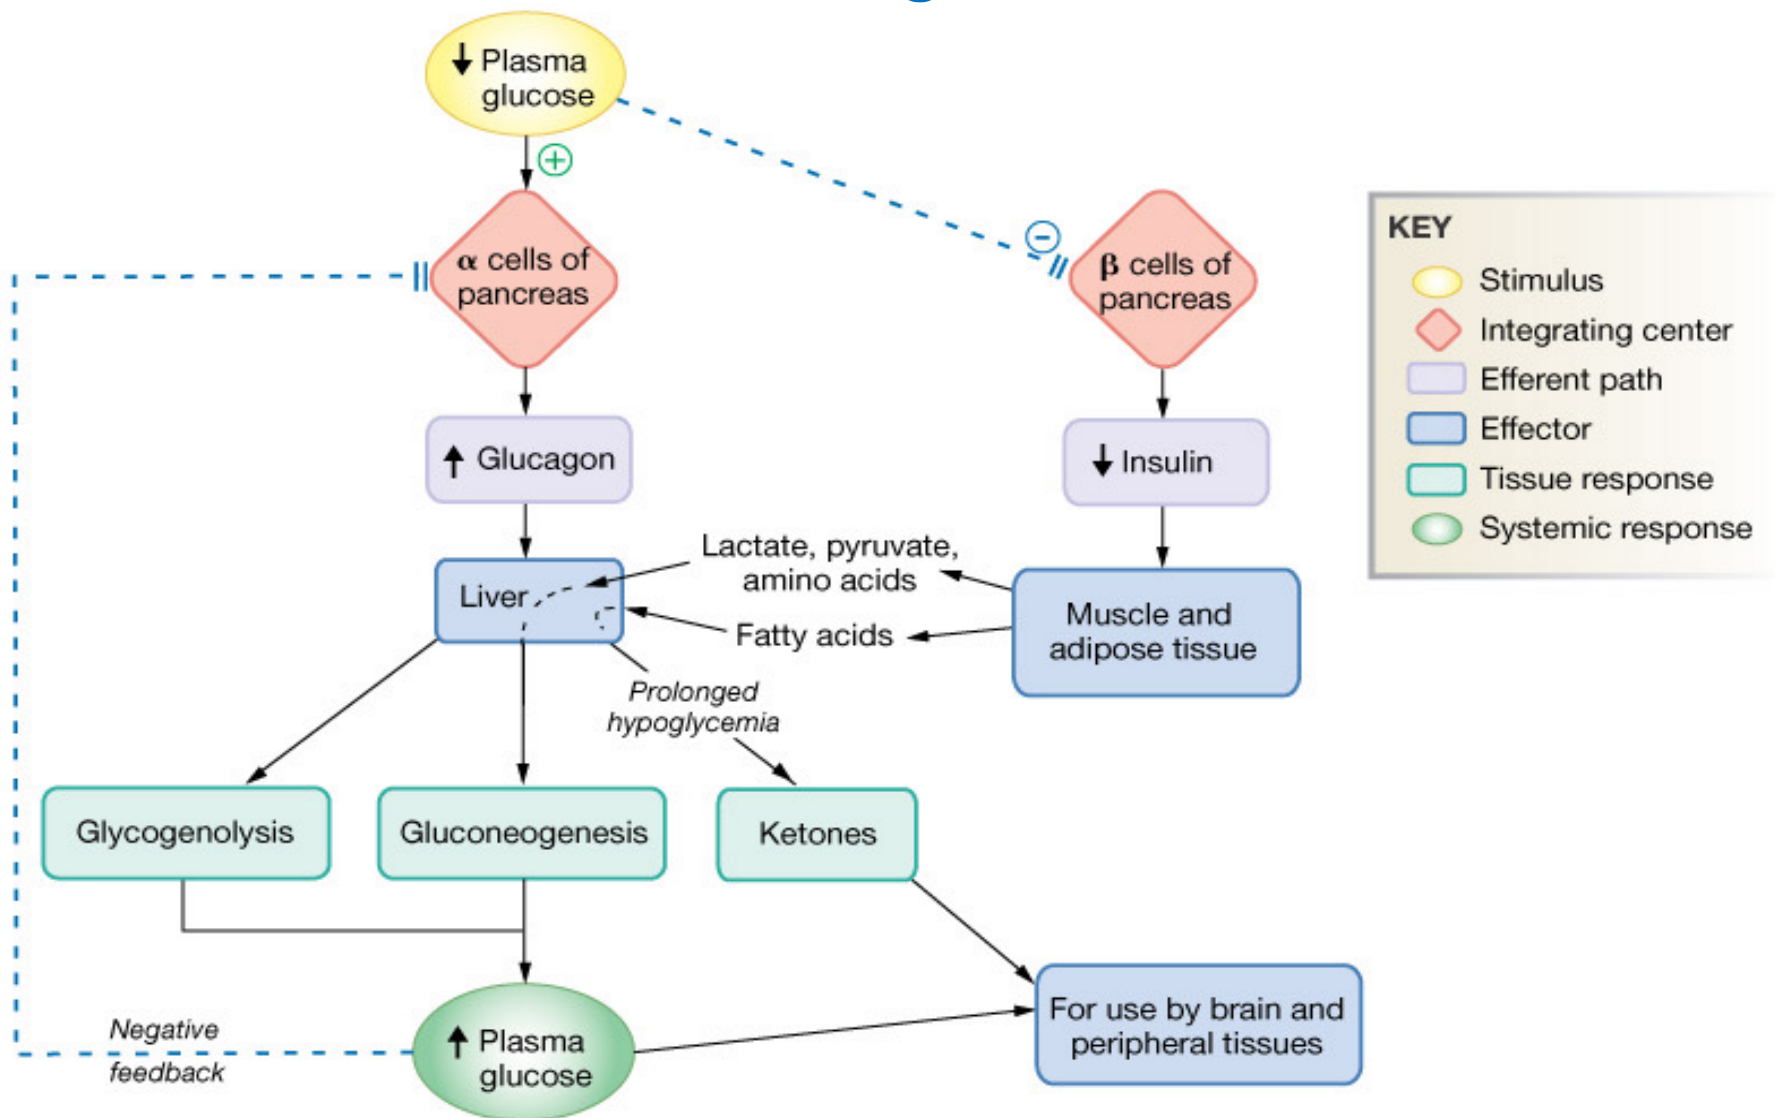 ↓ Plasma
glucose
+
α cells of
pancreas
−
β cells of
pancreas
↑ Glucagon
↓ Insulin
Liver
Lactate, pyruvate,
amino acids
Fatty acids
Muscle and
adipose tissue
Prolonged
hypoglycemia
Glycogenolysis
Gluconeogenesis
Ketones
↑ Plasma
glucose
For use by brain and
peripheral tissues
Negative
feedback
KEY
Stimulus
Integrating center
Efferent path
Effector
Tissue response
Systemic response